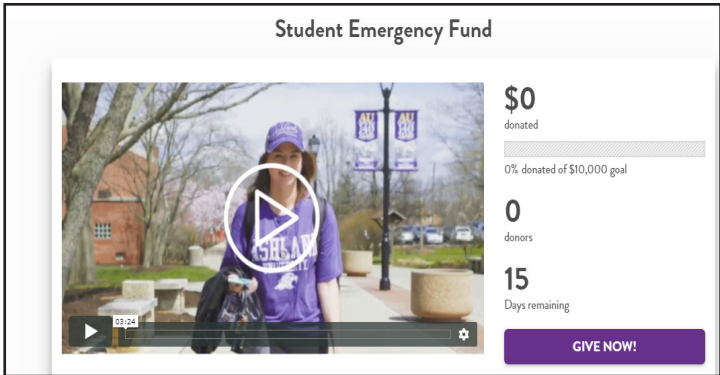 Student Emergency Fund
$0
donated
0% donated of $10,000 goal
0
donors
15
Days remaining
GIVE NOW!
AU
AU
ASHLAND
UNIVERSITY
03:24